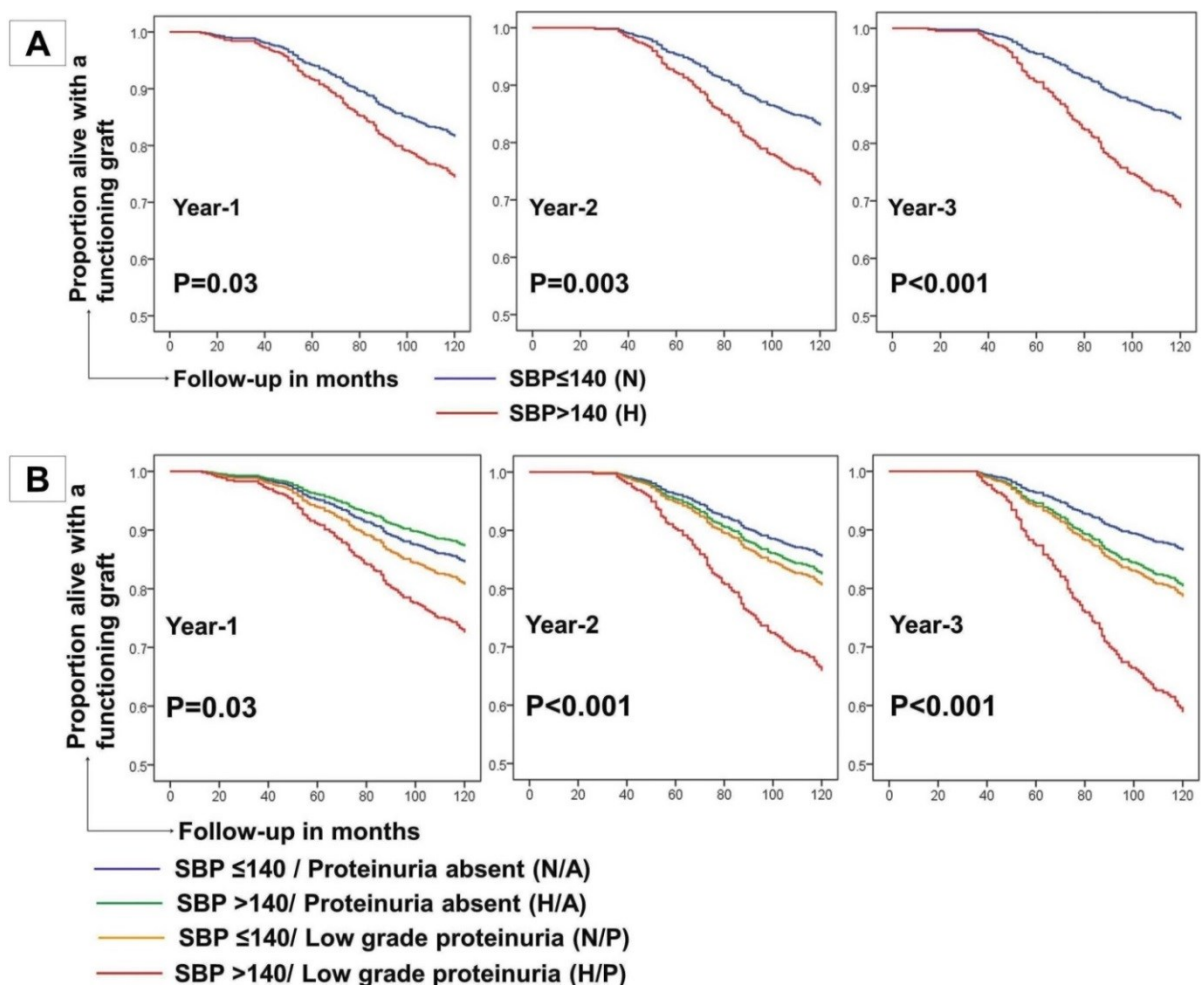 A
Proportion alive with a
functioning graft
1.0
0.9
0.8
0.7
0.6
0.5
Year-1
P=0.03
0 20 40 60 80 100 120
1.0
0.9
0.8
0.7
0.6
0.5
Year-2
P=0.003
0 20 40 60 80 100 120
1.0
0.9
0.8
0.7
0.6
0.5
Year-3
P<0.001
0 20 40 60 80 100 120
Follow-up in months
SBP≤140 (N)
SBP>140 (H)
B
Proportion alive with a
functioning graft
1.0
0.9
0.8
0.7
0.6
0.5
Year-1
P=0.03
0 20 40 60 80 100 120
1.0
0.9
0.8
0.7
0.6
0.5
Year-2
P<0.001
0 20 40 60 80 100 120
1.0
0.9
0.8
0.7
0.6
0.5
Year-3
P<0.001
0 20 40 60 80 100 120
Follow-up in months
SBP ≤140 / Proteinuria absent (N/A)
SBP >140/ Proteinuria absent (H/A)
SBP ≤140/ Low grade proteinuria (N/P)
SBP >140/ Low grade proteinuria (H/P)